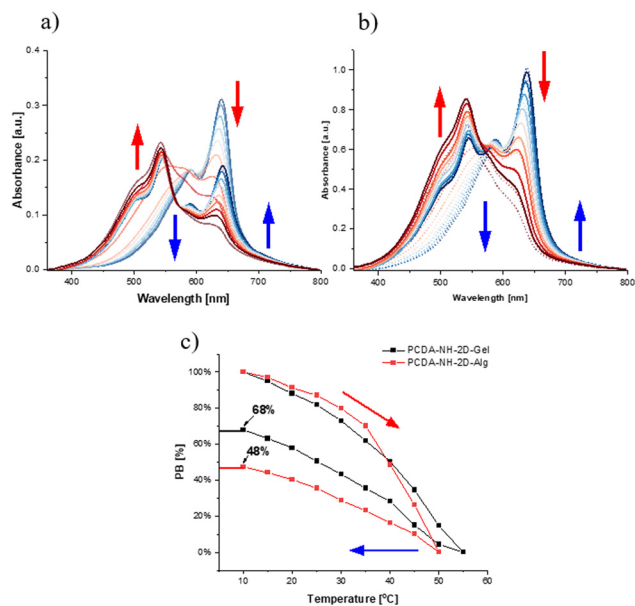 a)
b)
0.4
0.3
0.2
0.1
0.0
Absorbance [a.u.]
400 500 600 700 800
Wavelength [nm]
1.0
0.8
0.6
0.4
0.2
0.0
Absorbance [a.u.]
400 500 600 700 800
Wavelength [nm]
c)
PCDA-NH-2D-Gel
PCDA-NH-2D-Alg
100%
80%
60%
40%
20%
0%
PB [%]
68%
48%
10 20 30 40 50 60
Temperature [°C]